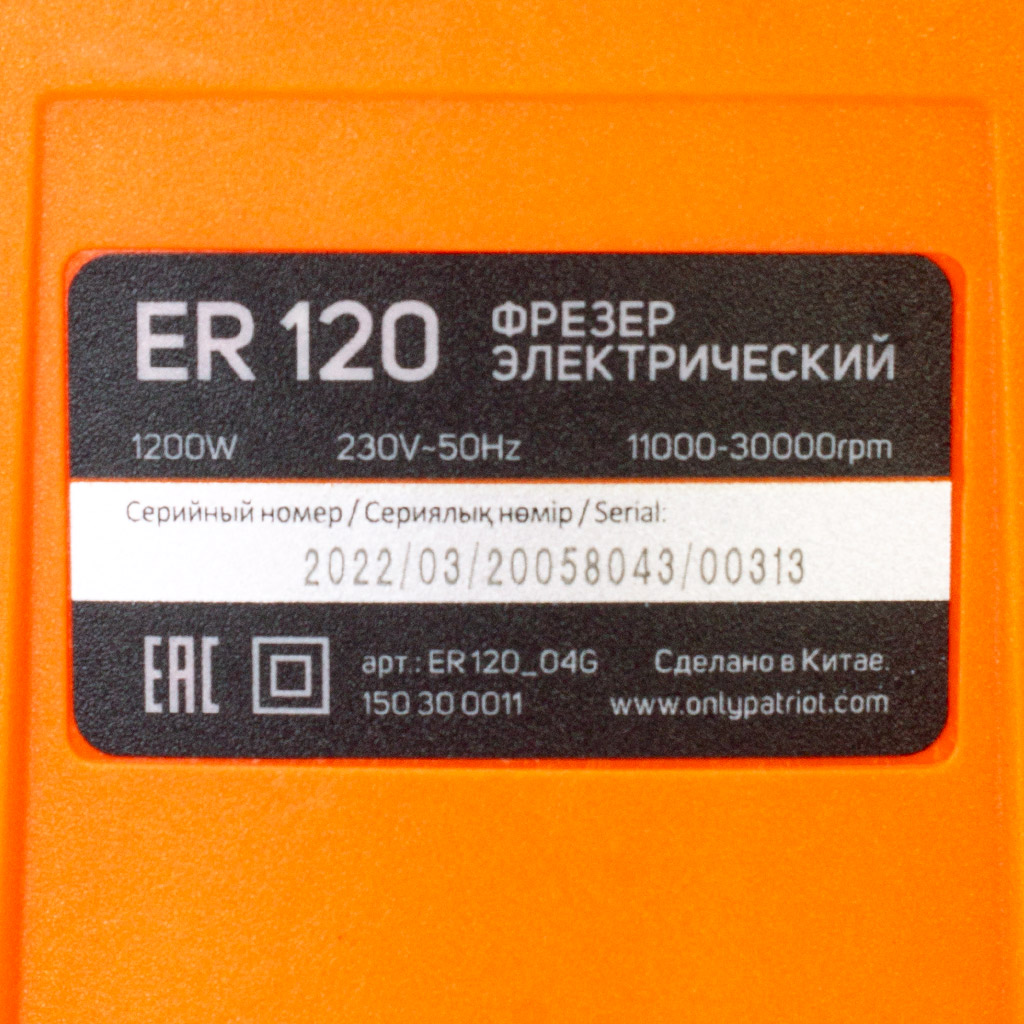 ER 120
ФРЕЗЕР
ЭЛЕКТРИЧЕСКИЙ
1200W 230V~50Hz 11000-30000rpm
Серийный номер / Сериялық нөмір / Serial:
2022/03/20058043/00313
EAC
арт.: ER 120_04G
150 30 0011
Сделано в Китае.
www.onlypatriot.com